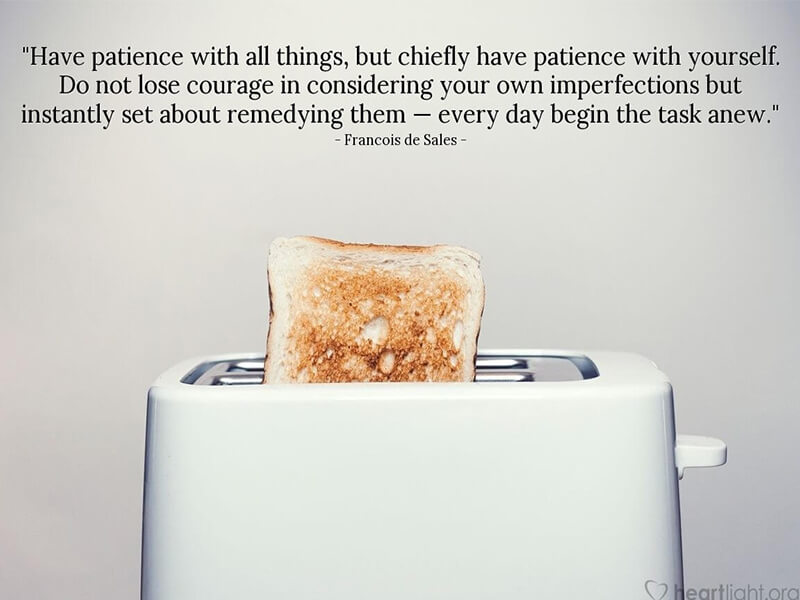 "Have patience with all things, but chiefly have patience with yourself.
Do not lose courage in considering your own imperfections but
instantly set about remedying them — every day begin the task anew."
- Francois de Sales -
heartlight.org